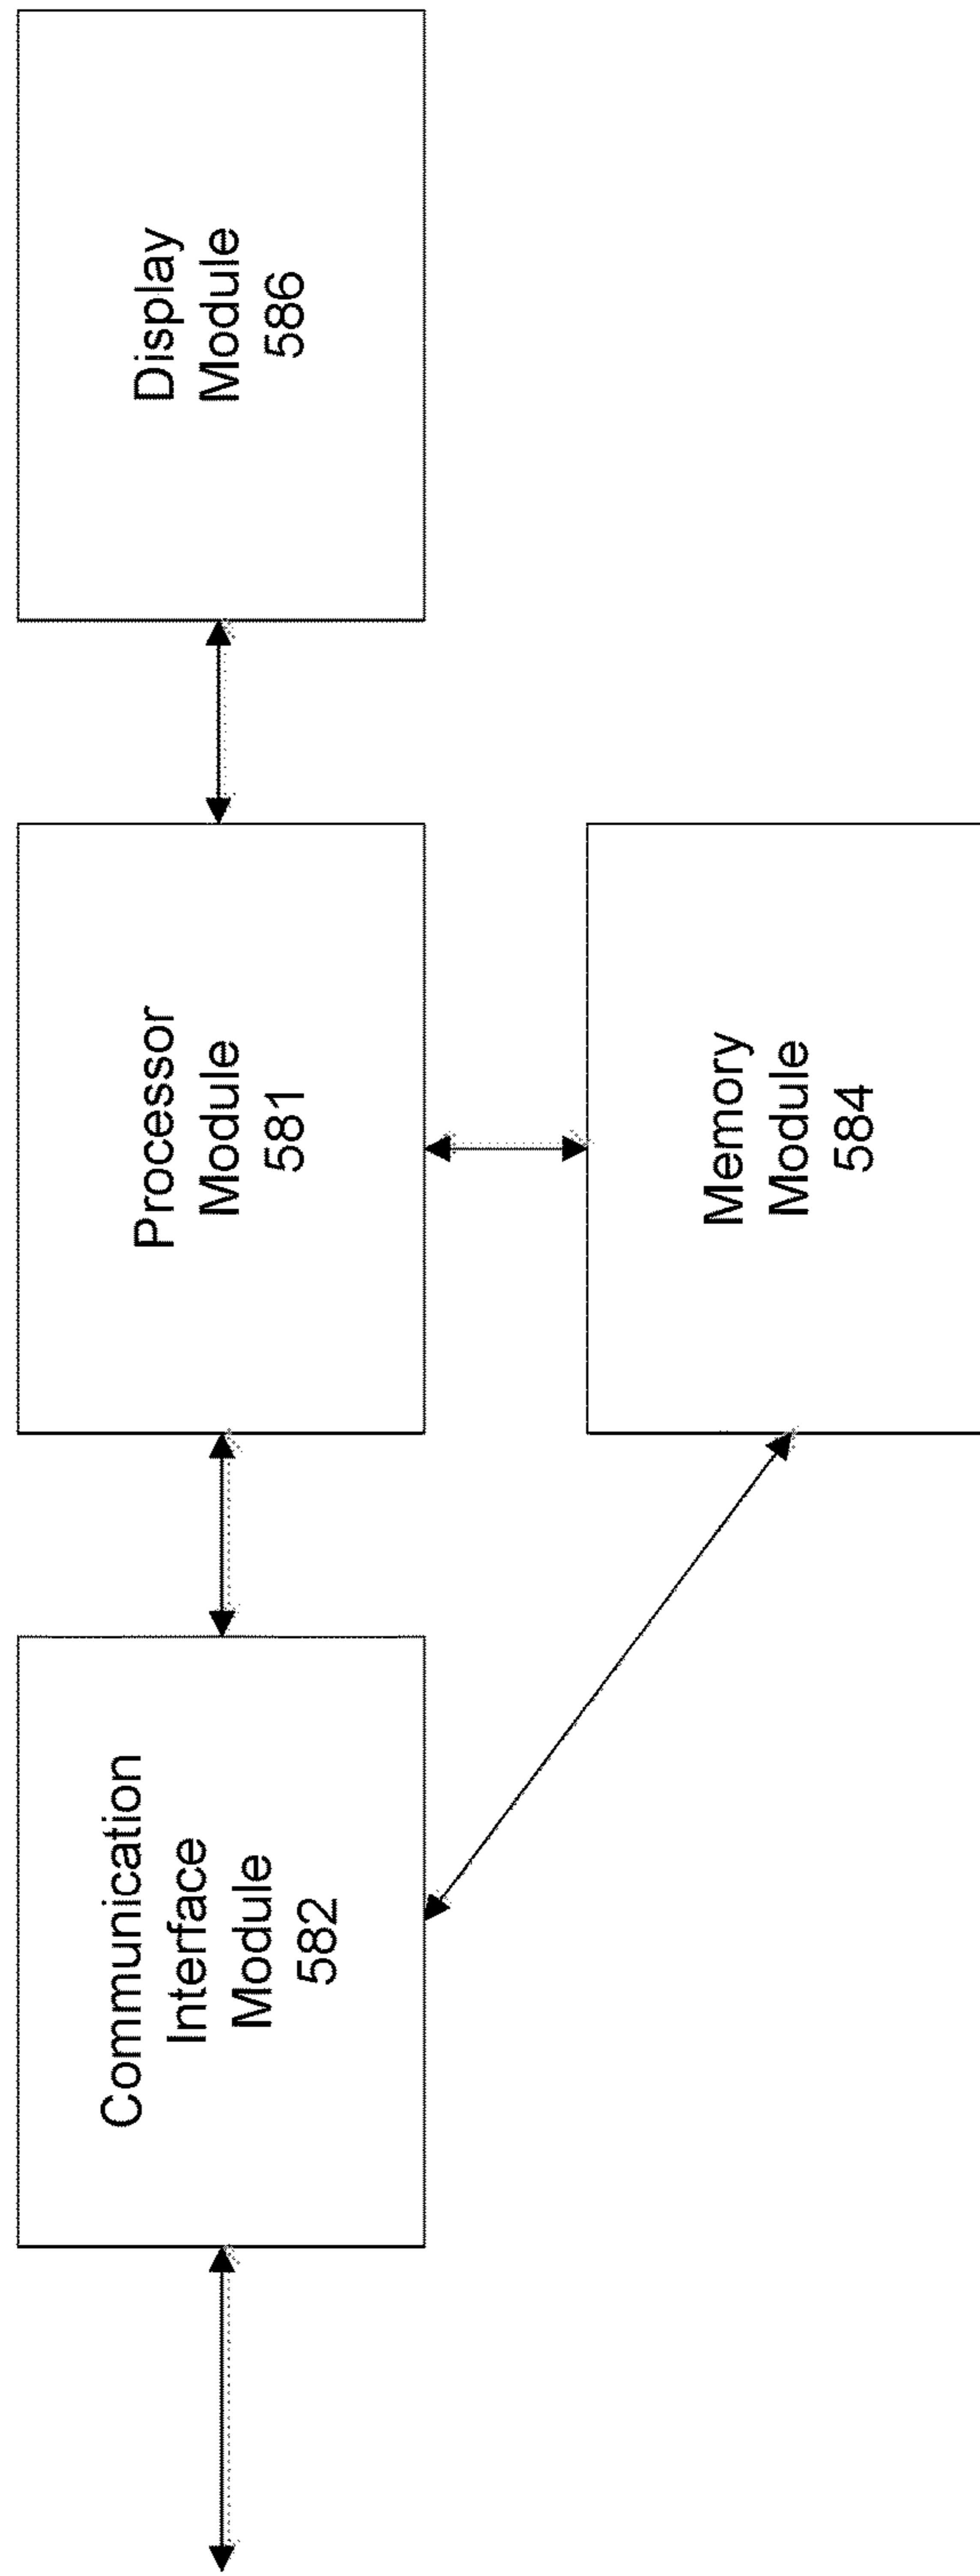 Communication
Interface
Module
582
Processor
Module
581
Display
Module
586
Memory
Module
584